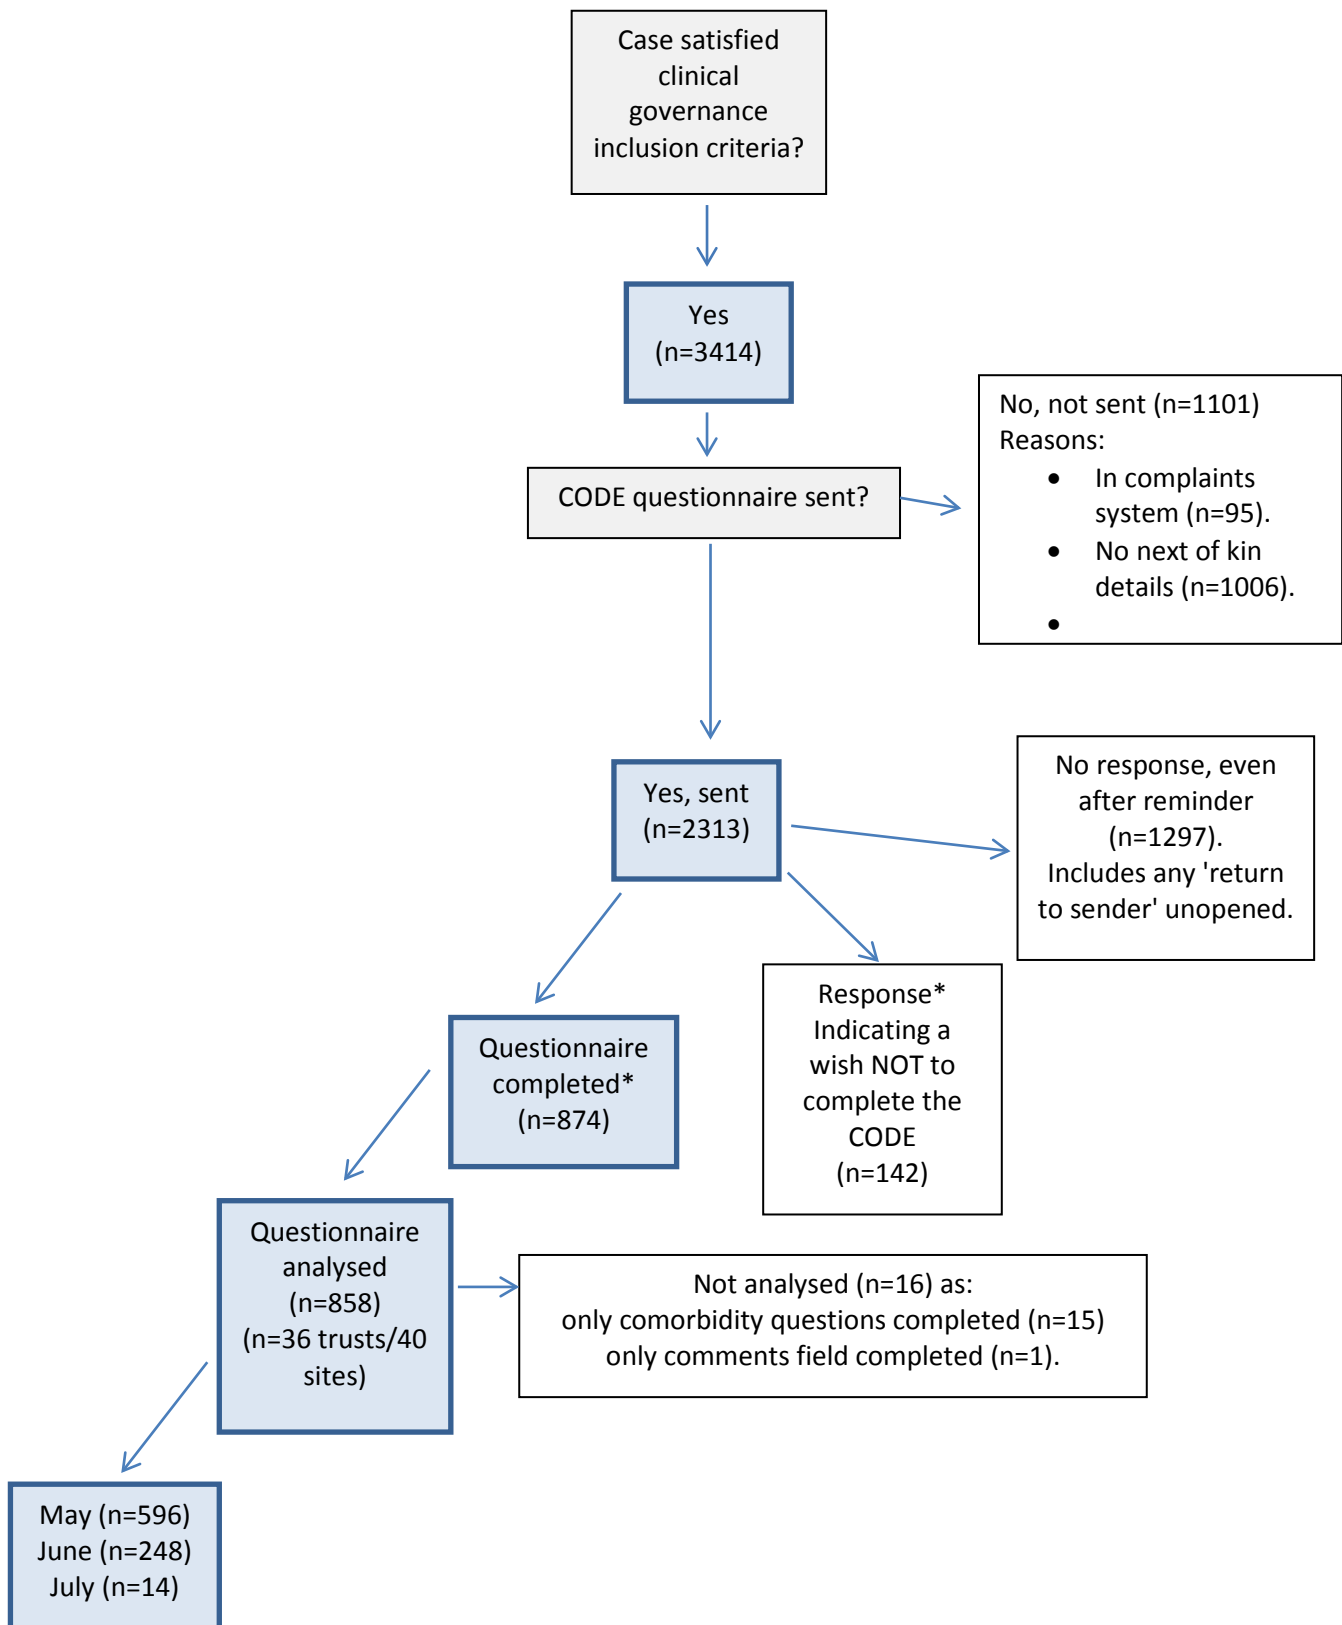 Case satisfied
clinical
governance
inclusion criteria?
Yes
(n=3414)
CODE questionnaire sent?
No, not sent (n=1101)
Reasons:
• In complaints
system (n=95).
• No next of kin
details (n=1006).
•
Yes, sent
(n=2313)
No response, even
after reminder
(n=1297).
Includes any 'return
to sender' unopened.
Response*
Indicating a
wish NOT to
complete the
CODE
(n=142)
Questionnaire
completed*
(n=874)
Questionnaire
analysed
(n=858)
(n=36 trusts/40
sites)
Not analysed (n=16) as:
only comorbidity questions completed (n=15)
only comments field completed (n=1).
May (n=596)
June (n=248)
July (n=14)